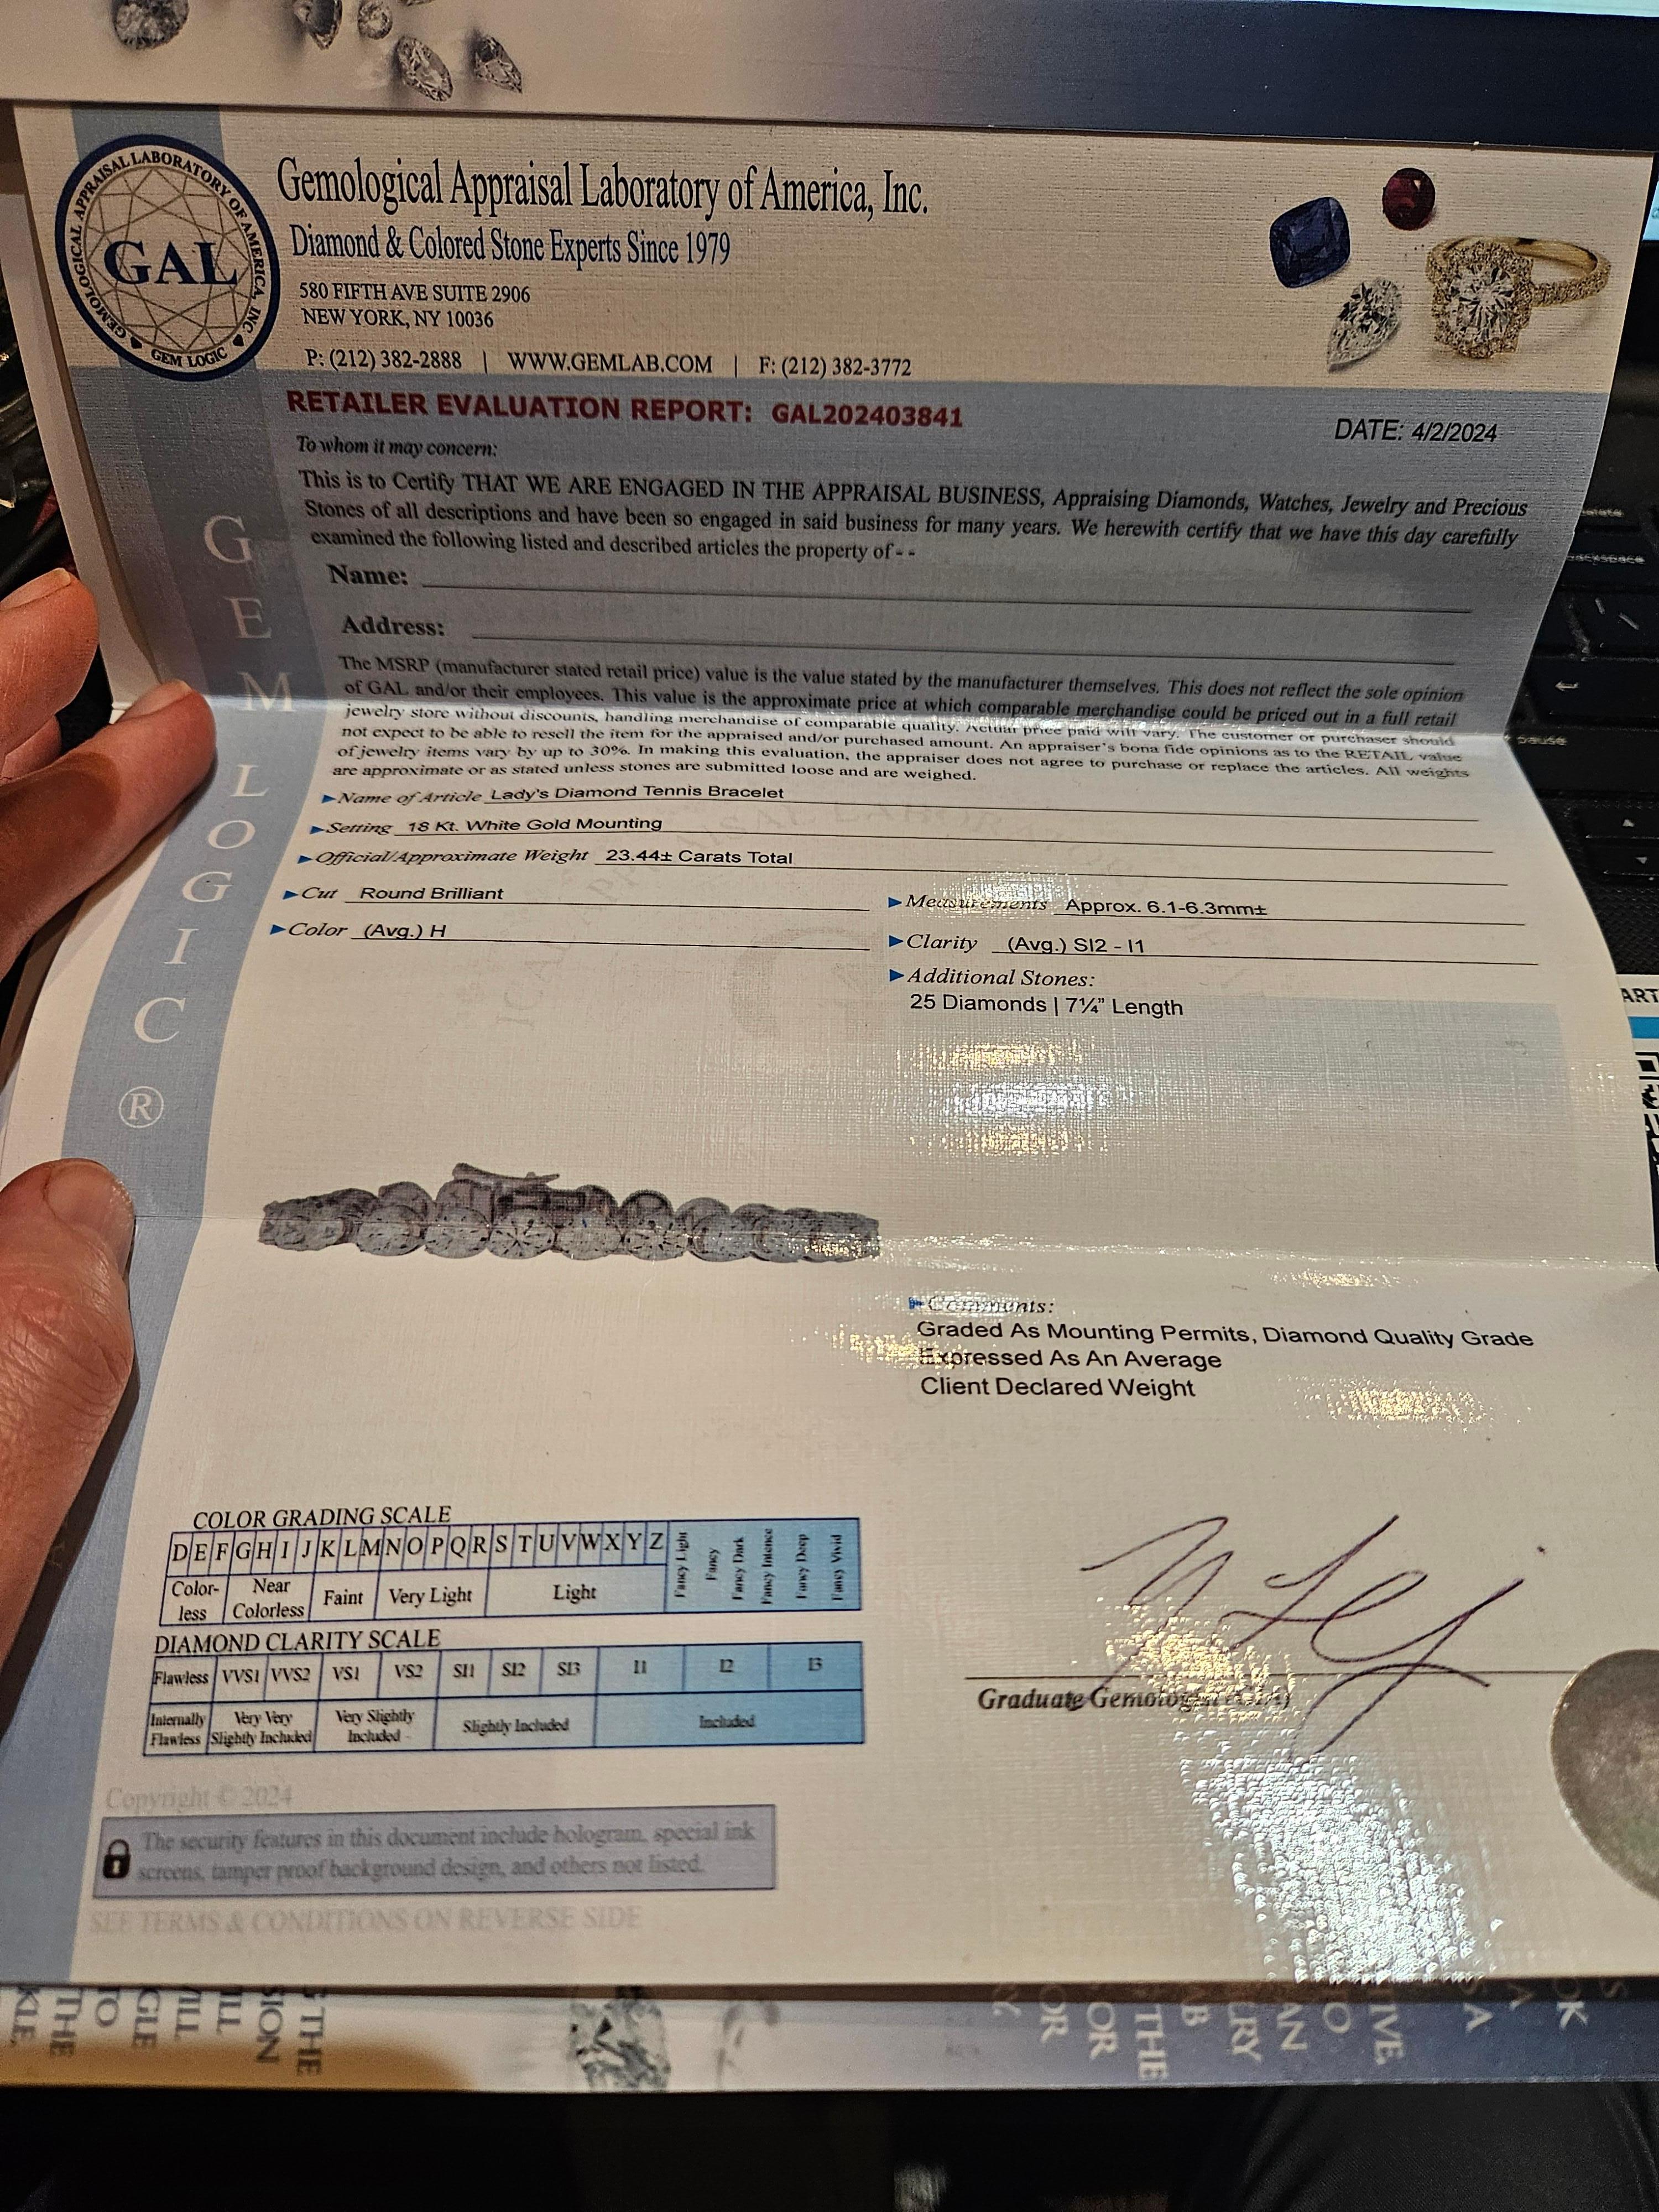 GEMOLOGICAL APPRAISAL LABORATORY OF AMERICA, INC
GAL
GEM LOGIC
Gemological Appraisal Laboratory of America, Inc.
Diamond & Colored Stone Experts Since 1979
580 FIFTH AVE SUITE 2906
NEW YORK, NY 10036
P: (212) 382-2888 | WWW.GEMLAB.COM | F: (212) 382-3772
RETAILER EVALUATION REPORT: GAL202403841
DATE: 4/2/2024
To whom it may concern:
This is to Certify THAT WE ARE ENGAGED IN THE APPRAISAL BUSINESS, Appraising Diamonds, Watches, Jewelry and Precious
Stones of all descriptions and have been so engaged in said business for many years. We herewith certify that we have this day carefully
examined the following listed and described articles the property of - -
Name:
Address:
The MSRP (manufacturer stated retail price) value is the value stated by the manufacturer themselves. This does not reflect the sole opinion
of GAL and/or their employees. This value is the approximate price at which comparable merchandise could be priced out in a full retail
jewelry store without discounts, handling merchandise of comparable quality. Actual price paid will vary. The customer or purchaser should
not expect to be able to resell the item for the appraised and/or purchased amount. An appraiser's bona fide opinions as to the RETAIL value
of jewelry items vary by up to 30%. In making this evaluation, the appraiser does not agree to purchase or replace the articles. All weights
are approximate or as stated unless stones are submitted loose and are weighed.
GEM LOGIC ®
Name of Article Lady's Diamond Tennis Bracelet
Setting 18 Kt. White Gold Mounting
Official/Approximate Weight 23.44± Carats Total
Cut Round Brilliant
Measurements Approx. 6.1-6.3mm±
Color (Avg.) H
Clarity (Avg.) SI2 - I1
Additional Stones:
25 Diamonds | 7¼" Length
Comments:
Graded As Mounting Permits, Diamond Quality Grade
Expressed As An Average
Client Declared Weight
COLOR GRADING SCALE
D E F G H I J K L M N O P Q R S T U V W X Y Z Fancy Light Fancy Fancy Dark Fancy Intence Fancy Deep Fancy Vivid
Color-less Near Colorless Faint Very Light Light
DIAMOND CLARITY SCALE
Flawless VVS1 VVS2 VS1 VS2 SI1 SI2 SI3 I1 I2 I3
Internally Flawless Very Very Slightly Included Very Slightly Included Slightly Included Included
Graduate Gemologist
Copyright © 2024
The security features in this document include hologram, special ink
screens, tamper proof background design, and others not listed.
SEE TERMS & CONDITIONS ON REVERSE SIDE